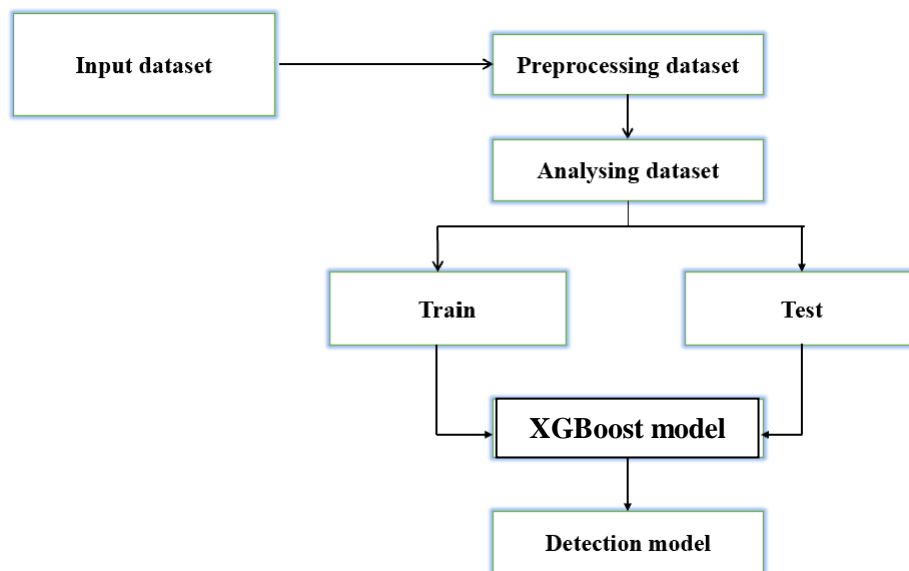 Input dataset
Preprocessing dataset
Analysing dataset
Train
Test
XGBoost model
Detection model